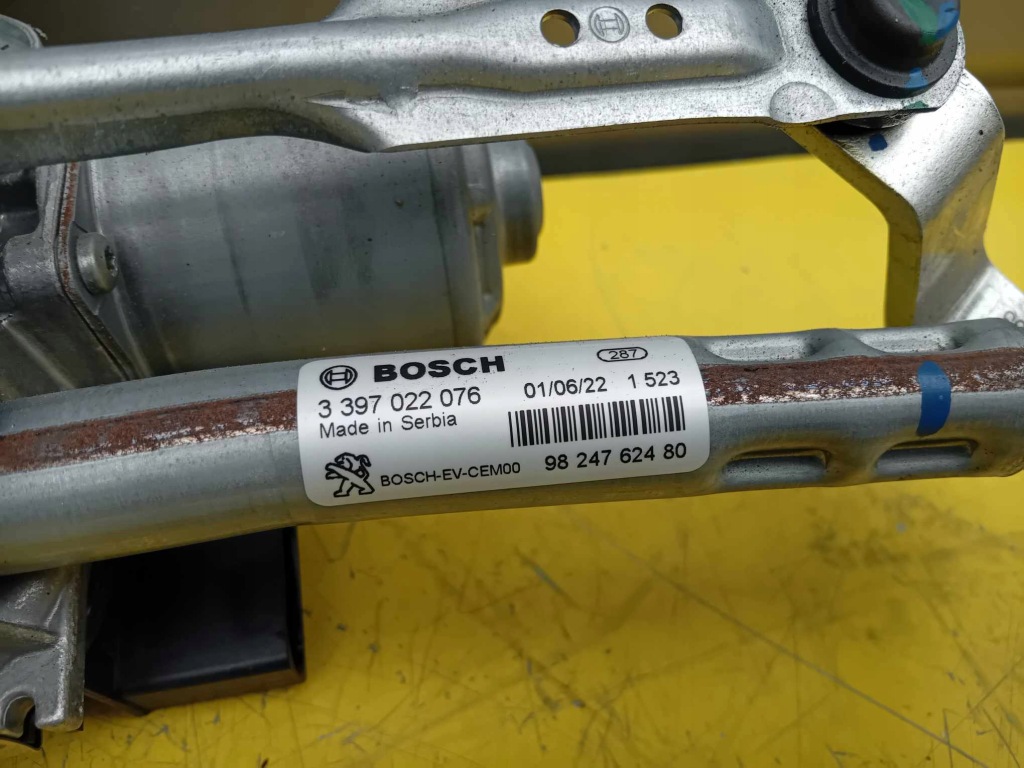 BOSCH
287
3 397 022 076
01/06/22 1 523
Made in Serbia
BOSCH-EV-CEM00
98 247 624 80